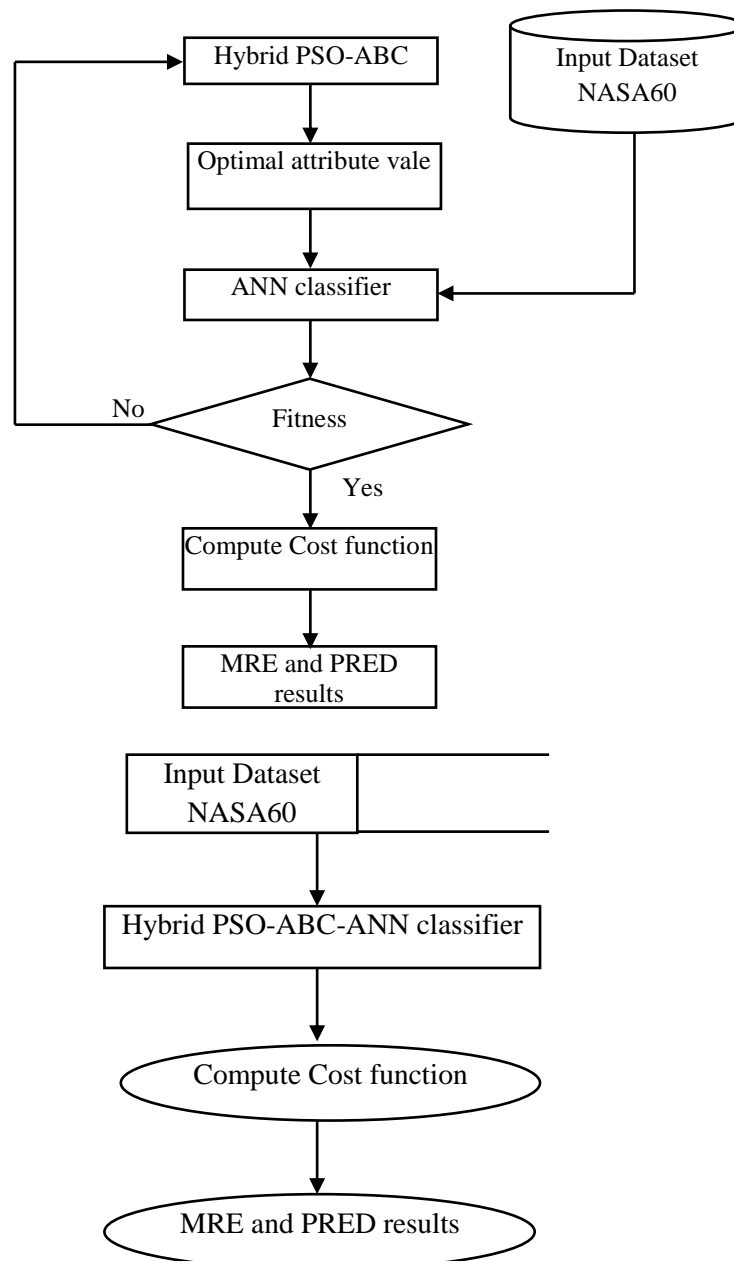 Hybrid PSO-ABC
Input Dataset
NASA60
Optimal attribute vale
ANN classifier
No
Fitness
Yes
Compute Cost function
MRE and PRED
results
Input Dataset
NASA60
Hybrid PSO-ABC-ANN classifier
Compute Cost function
MRE and PRED results